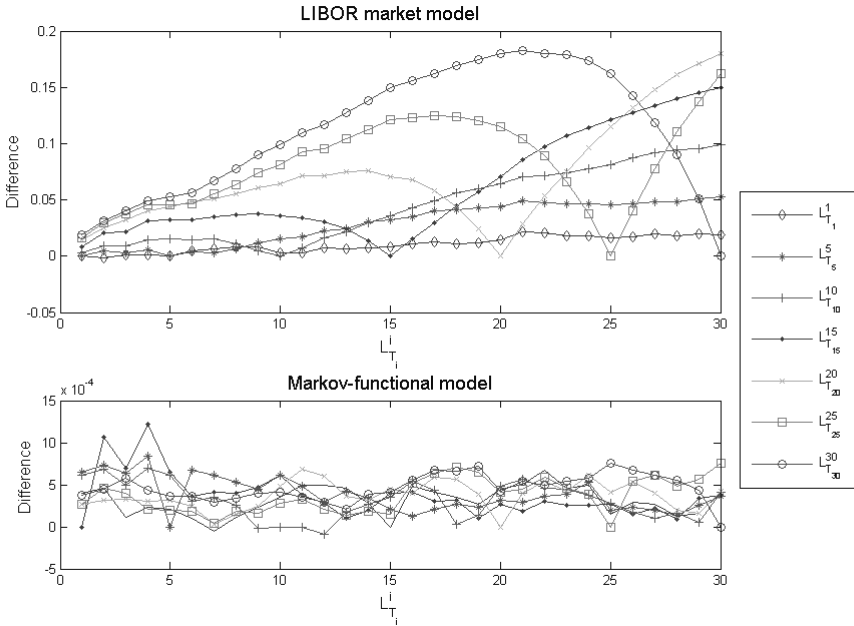 LIBOR market model
0.2
0.15
0.1
0.05
0
-0.05
Difference
0 5 10 15 20 25 30
L^i_{T_i}
Markov-functional model
x 10^-4
15
10
5
0
-5
Difference
0 5 10 15 20 25 30
L^i_{T_i}
L^1_{T_1}
L^5_{T_5}
L^10_{T_10}
L^15_{T_15}
L^20_{T_20}
L^25_{T_25}
L^30_{T_30}